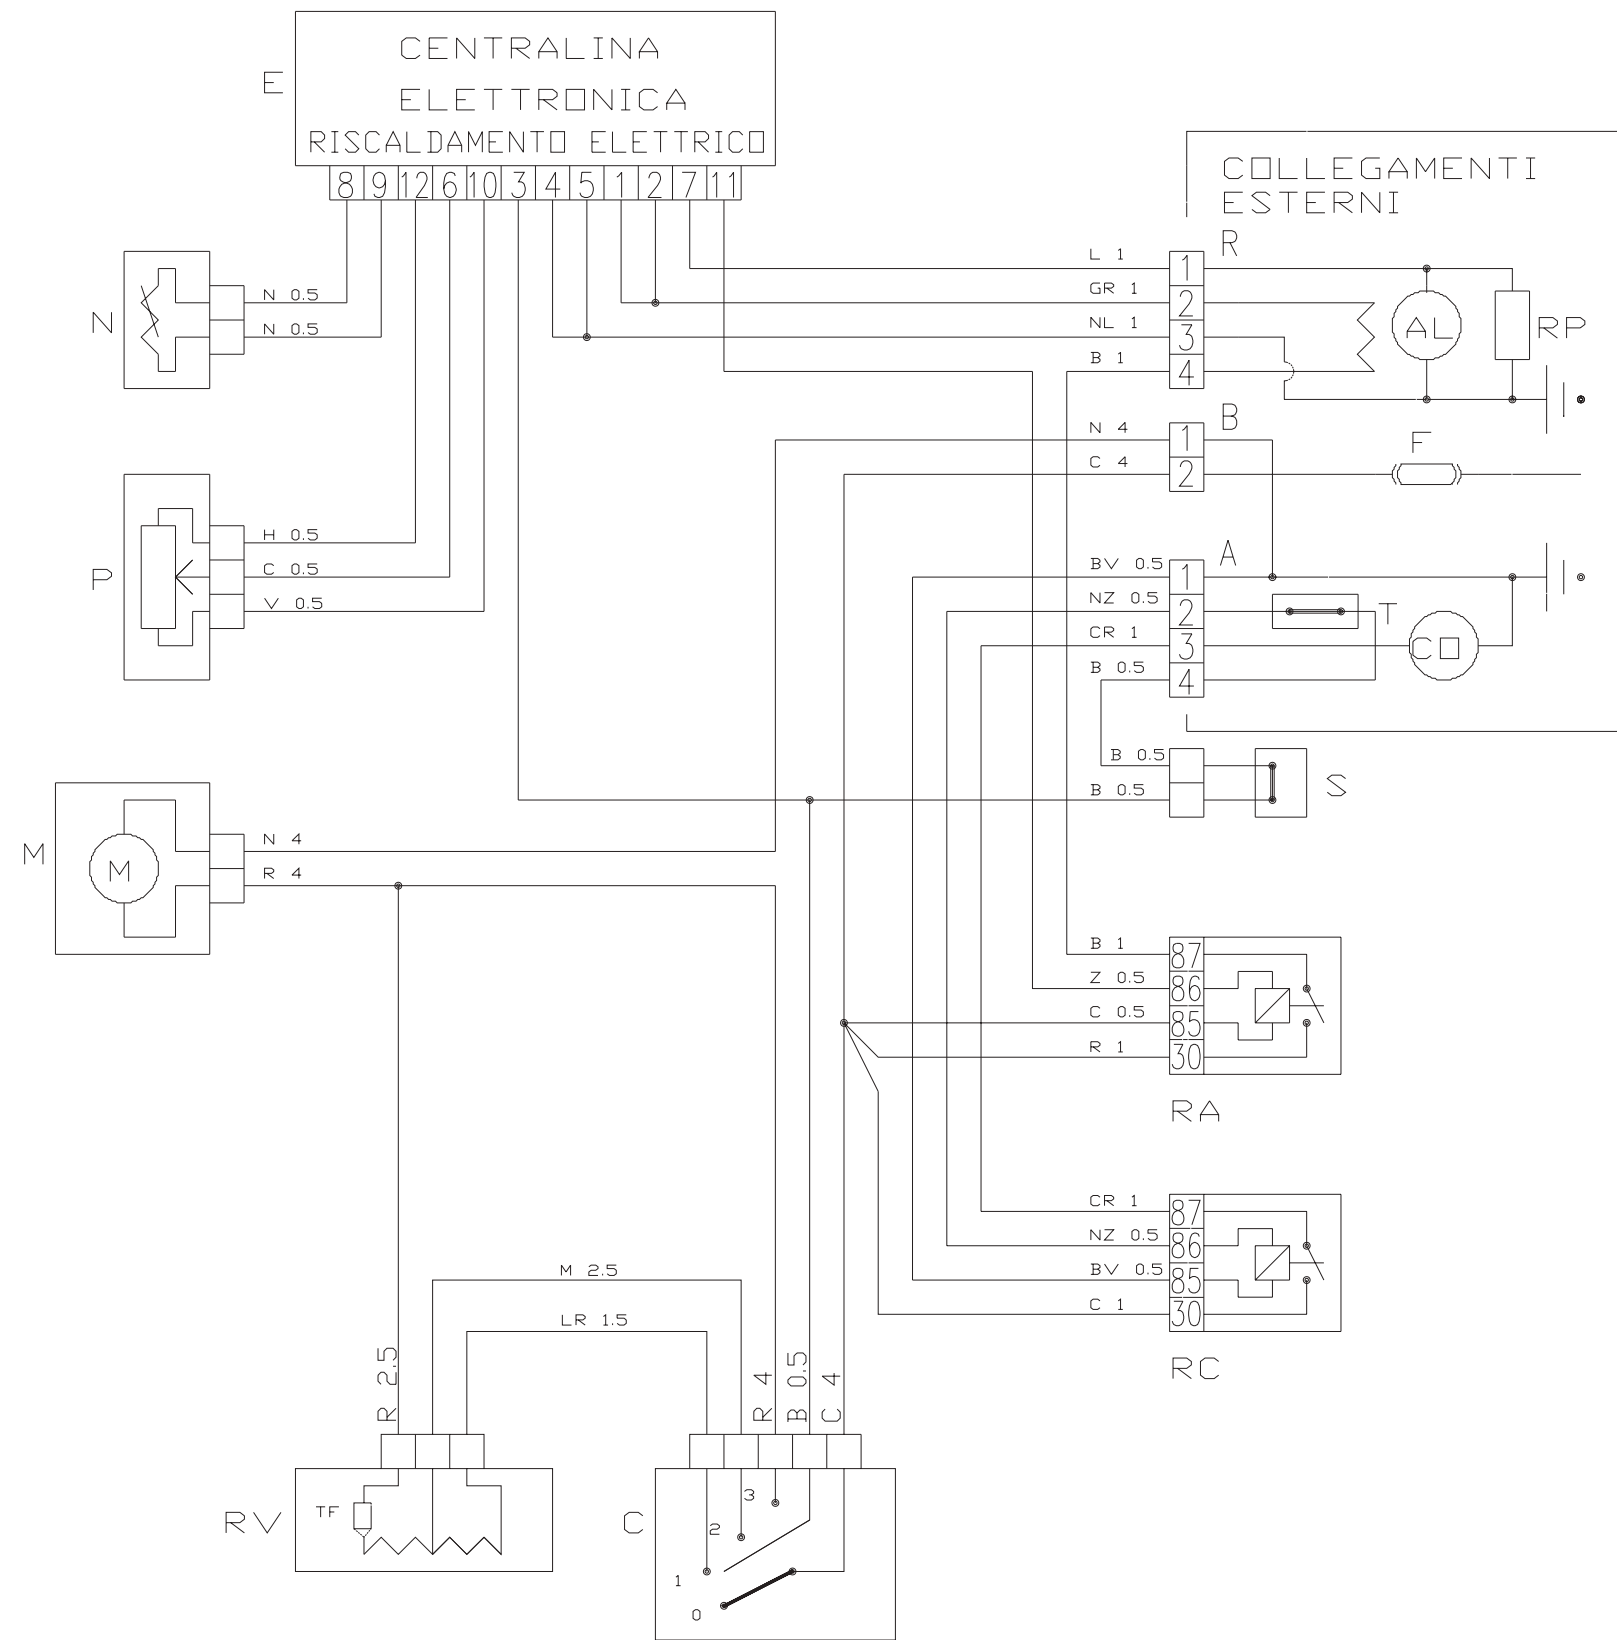 CENTRALINA
E
ELETTRONICA
RISCALDAMENTO ELETTRICO
8 9 12 6 10 3 4 5 1 2 7 11
COLLEGAMENTI
ESTERNI
R
L 1
1
GR 1
2
NL 1
3
B 1
4
AL
RP
N
N 0.5
N 0.5
B
N 4
1
C 4
2
F
P
H 0.5
C 0.5
V 0.5
A
BV 0.5
1
NZ 0.5
2
CR 1
3
B 0.5
4
T
CO
B 0.5
B 0.5
S
M
M
N 4
R 4
B 1
87
Z 0.5
86
C 0.5
85
R 1
30
RA
CR 1
87
NZ 0.5
86
BV 0.5
85
C 1
30
RC
M 2.5
LR 1.5
R 2.5
R 4
B 0.5
C 4
RV
TF
C
3
2
1
0